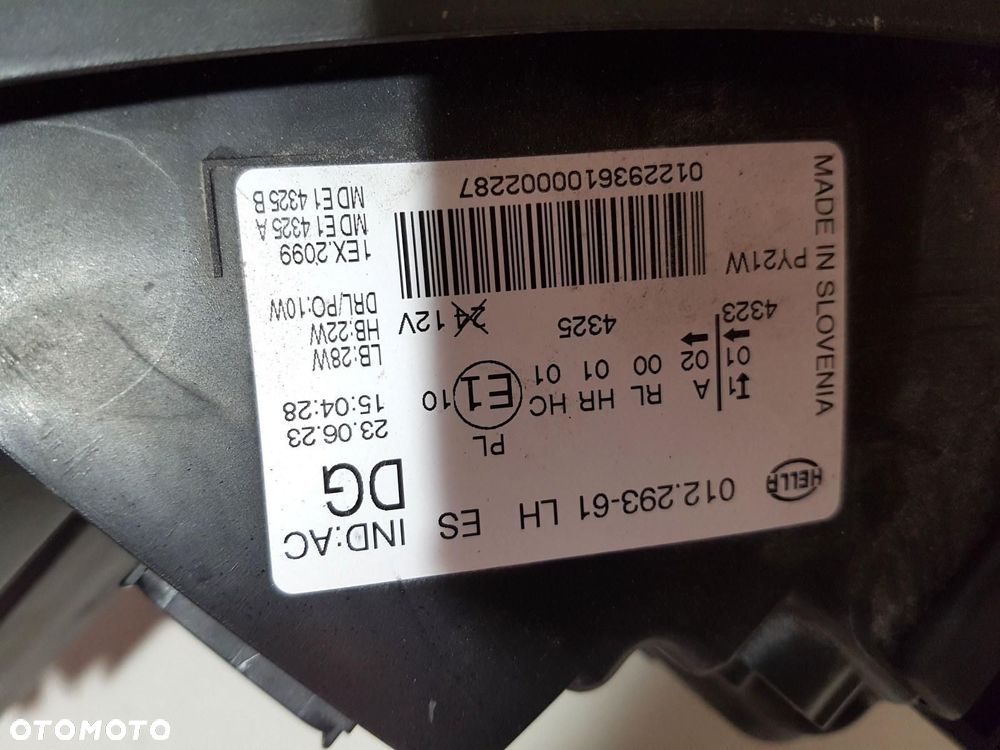 HELLA
012.293-61 LH ES
IND:AC
DG
PL
I1 A RL HR HC E1 10
01 02 00 01 01
4323 4325 24 12V
PY21W
23.06.23
15:04:28
LB:28W
HB:22W
DRL/PO:10W
1EX.2099
MD E1 4325 A
MD E1 4325 B
0122936100002287
MADE IN SLOVENIA
OTOMOTO